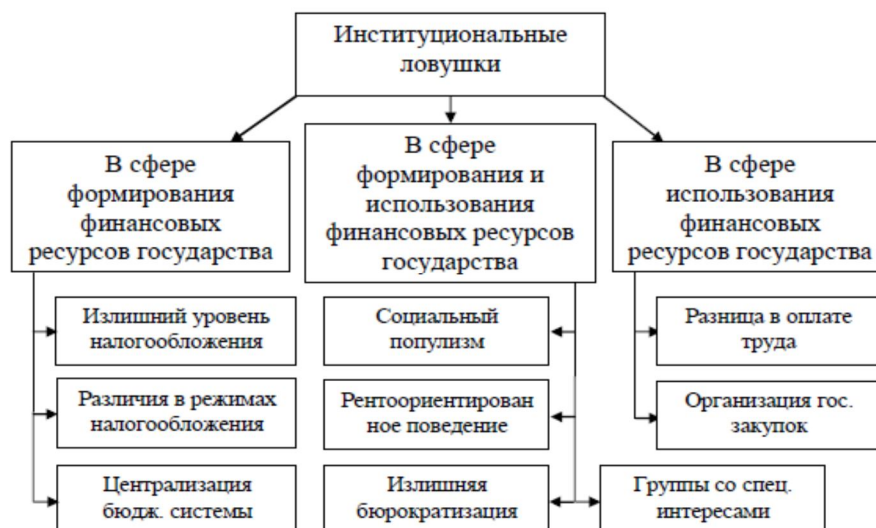 Институциональные
ловушки
В сфере
формирования
финансовых
ресурсов государства
В сфере
формирования и
использования
финансовых ресурсов
государства
В сфере
использования
финансовых
ресурсов государства
Излишний уровень
налогообложения
Социальный
популизм
Разница в оплате
труда
Различия в режимах
налогообложения
Рентоориентирован
ное поведение
Организация гос.
закупок
Централизация
бюдж. системы
Излишняя
бюрократизация
Группы со спец.
интересами